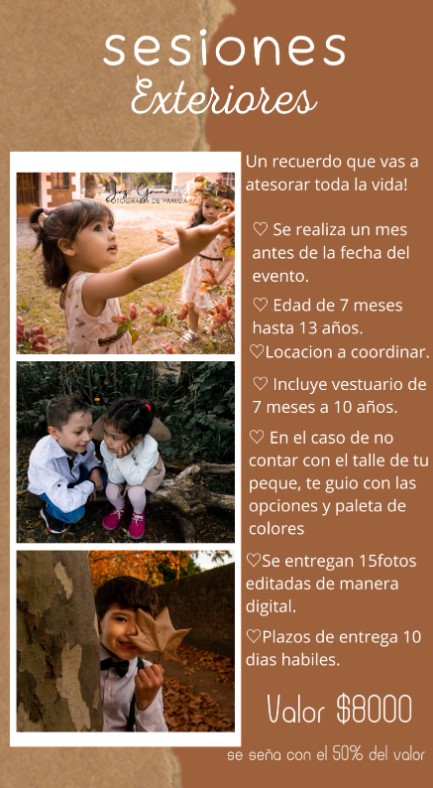 sesiones
Exteriores
Un recuerdo que vas a
atesorar toda la vida!
♡ Se realiza un mes
antes de la fecha del
evento.
♡ Edad de 7 meses
hasta 13 años.
♡Locacion a coordinar.
♡ Incluye vestuario de
7 meses a 10 años.
♡ En el caso de no
contar con el talle de tu
peque, te guio con las
opciones y paleta de
colores
♡Se entregan 15fotos
editadas de manera
digital.
♡Plazos de entrega 10
dias habiles.
Valor $8000
se seña con el 50% del valor